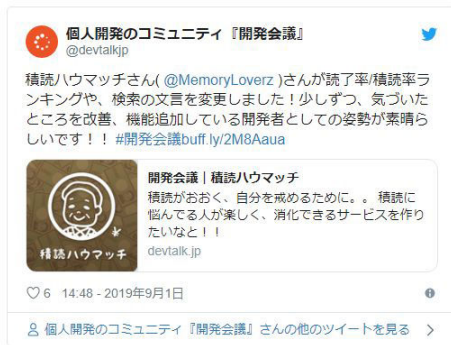 個人開発のコミュニティ『開発会議』
@devtalkjp
積読ハウマッチさん( @MemoryLoverz )さんが読了率/積読率ラ
ンキングや、検索の文言を変更しました！少しずつ、気づいた
ところを改善、機能追加している開発者としての姿勢が素晴ら
しいです！！ #開発会議buff.ly/2M8Aaua
開発会議 | 積読ハウマッチ
積読がおおく、自分を戒めるために。。 積読に
悩んでる人が楽しく、消化できるサービスを作り
たいなと！！
devtalk.jp
積読ハウマッチ
6 14:48 - 2019年9月1日
個人開発のコミュニティ『開発会議』さんの他のツイートを見る